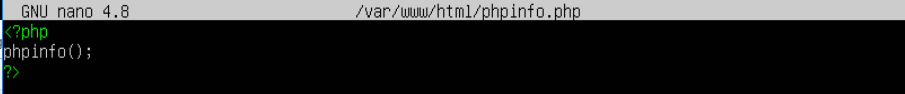 GNU nano 4.8 /var/www/html/phpinfo.php
<?php
phpinfo();
?>